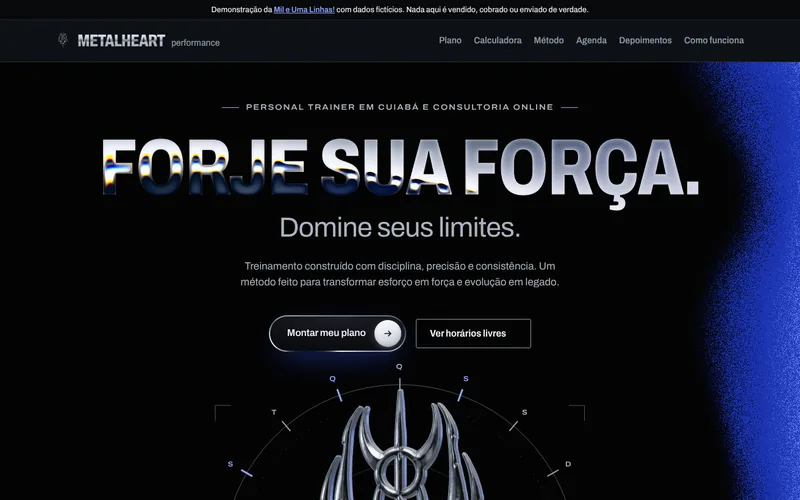 Demonstração da Mil e Uma Linhas! com dados fictícios. Nada aqui é vendido, cobrado ou enviado de verdade.
METALHEART performance
Plano Calculadora Método Agenda Depoimentos Como funciona
PERSONAL TRAINER EM CUIABÁ E CONSULTORIA ONLINE
FORJE SUA FORÇA.
Domine seus limites.
Treinamento construído com disciplina, precisão e consistência. Um
método feito para transformar esforço em força e evolução em legado.
Montar meu plano
Ver horários livres
S T Q Q S S D